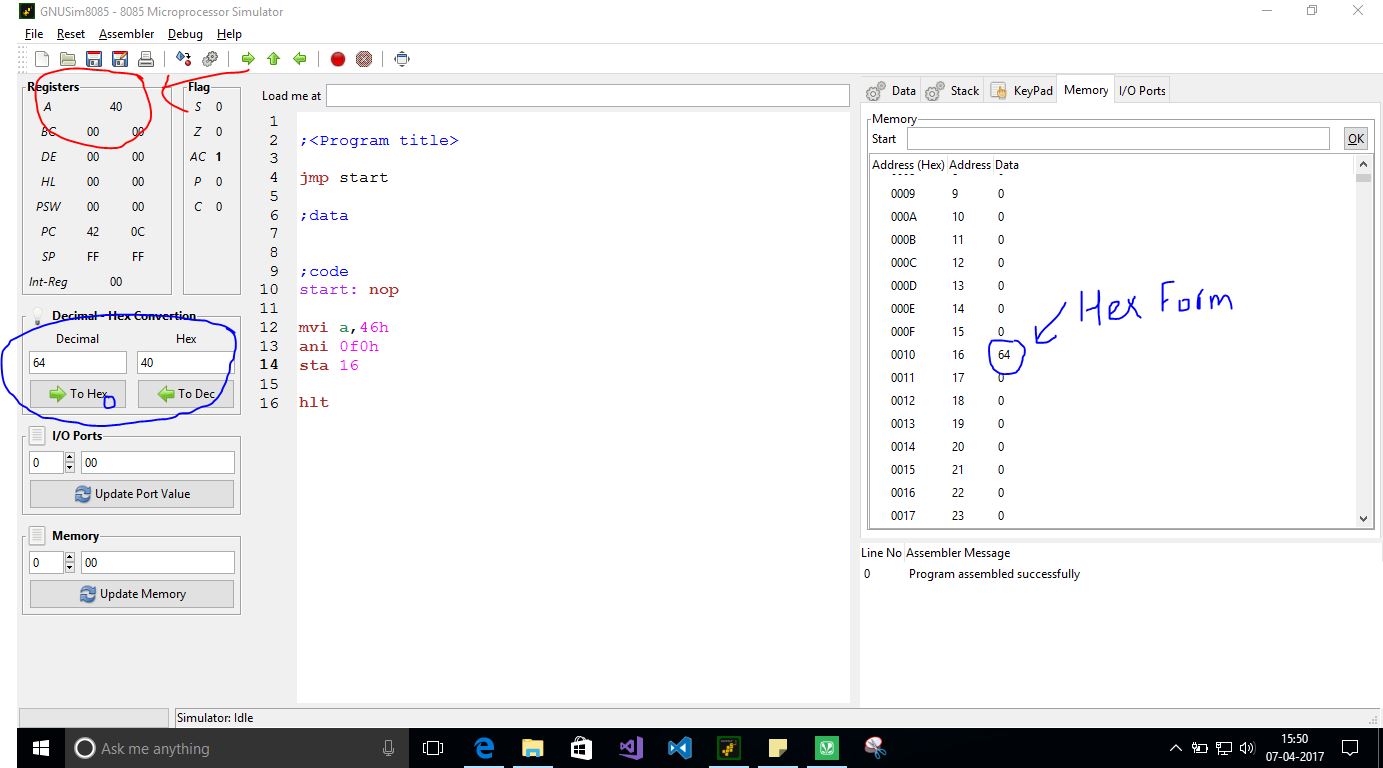 GNUSim8085 - 8085 Microprocessor Simulator
File Reset Assembler Debug Help
Registers
A 40
BC 00 00
DE 00 00
HL 00 00
PSW 00 00
PC 42 0C
SP FF FF
Int-Reg 00
Flag
S 0
Z 0
AC 1
P 0
C 0
Decimal - Hex Convertion
Decimal Hex
64 40
To Hex To Dec
I/O Ports
0 00
Update Port Value
Memory
0 00
Update Memory
Load me at
1
2 ;<Program title>
3
4 jmp start
5
6 ;data
7
8
9 ;code
10 start: nop
11
12 mvi a,46h
13 ani 0f0h
14 sta 16
15
16 hlt
Data Stack KeyPad Memory I/O Ports
Memory
Start OK
Address (Hex) Address Data
0009 9 0
000A 10 0
000B 11 0
000C 12 0
000D 13 0
000E 14 0
000F 15 0
0010 16 64
0011 17 0
0012 18 0
0013 19 0
0014 20 0
0015 21 0
0016 22 0
0017 23 0
Hex Form
Line No Assembler Message
0 Program assembled successfully
Simulator: Idle
Ask me anything
15:50
07-04-2017